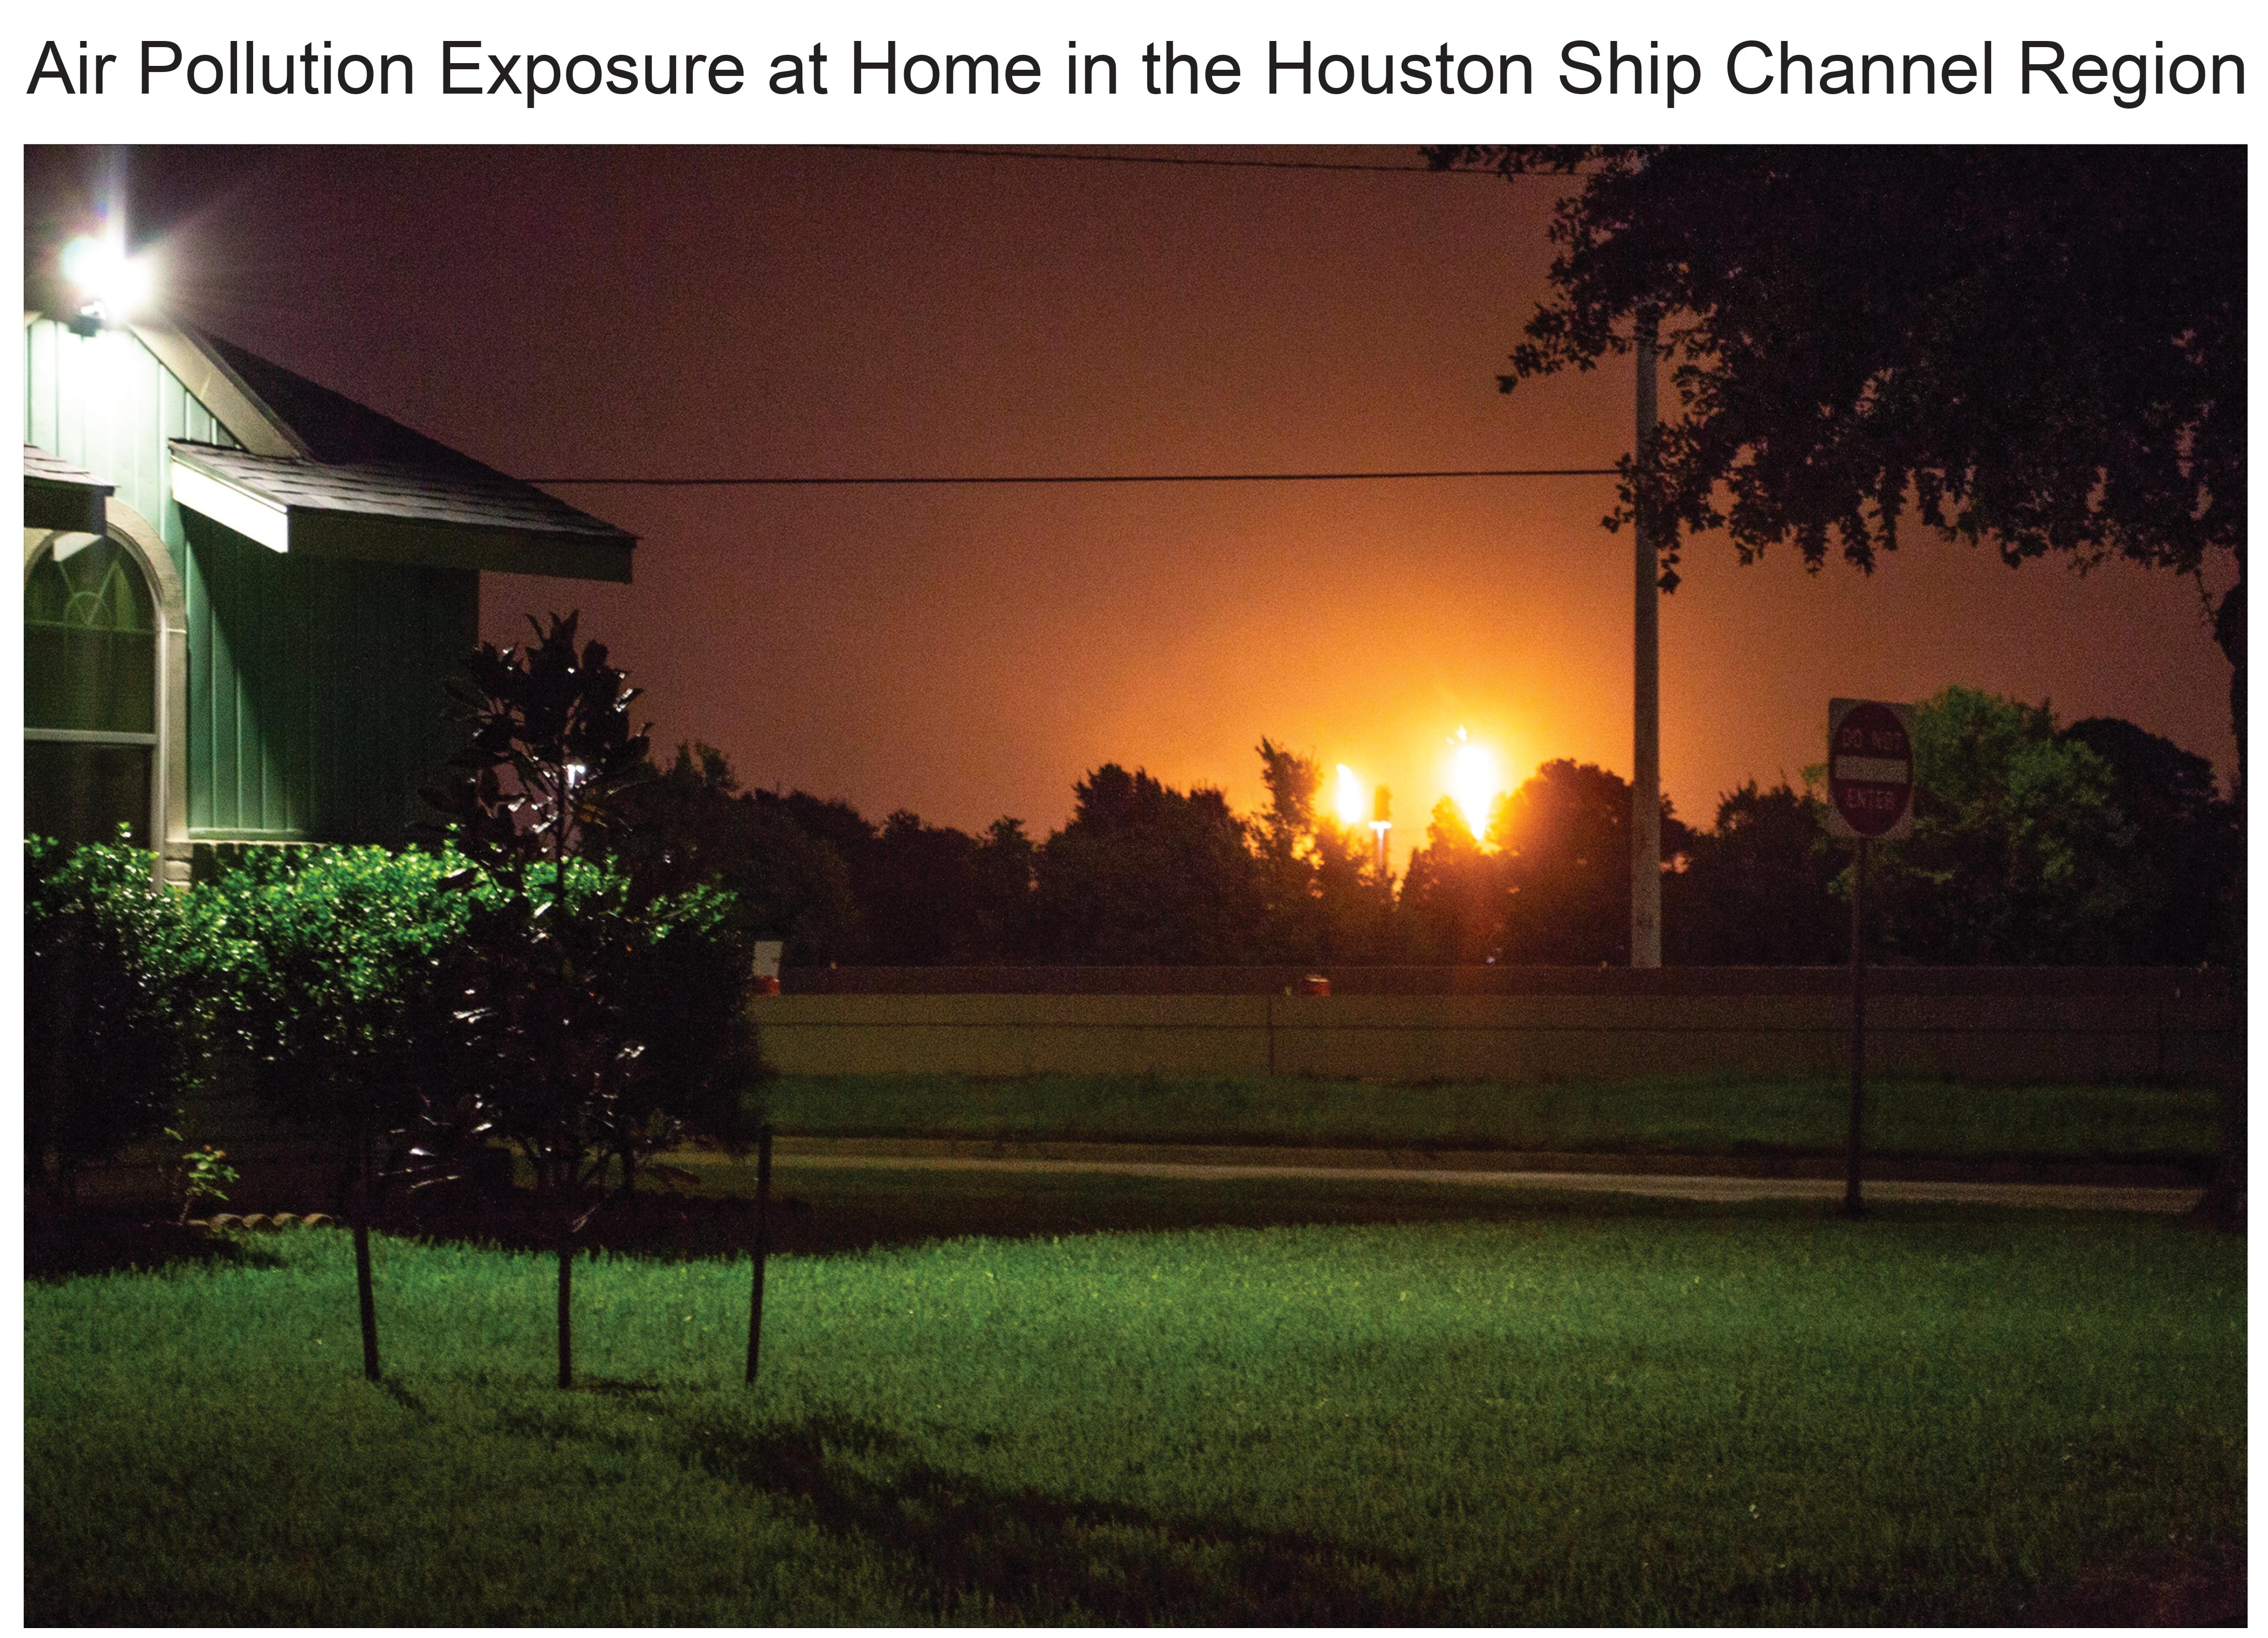 Air Pollution Exposure at Home in the Houston Ship Channel Region
DO NOT
ENTER